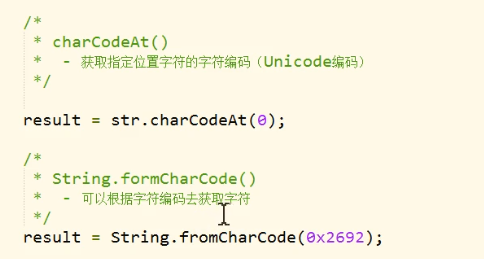 /*
* charCodeAt()
* - 获取指定位置字符的字符编码（Unicode编码）
*/
result = str.charCodeAt(0);
/*
* String.formCharCode()
* - 可以根据字符编码去获取字符
*/
result = String.fromCharCode(0x2692);